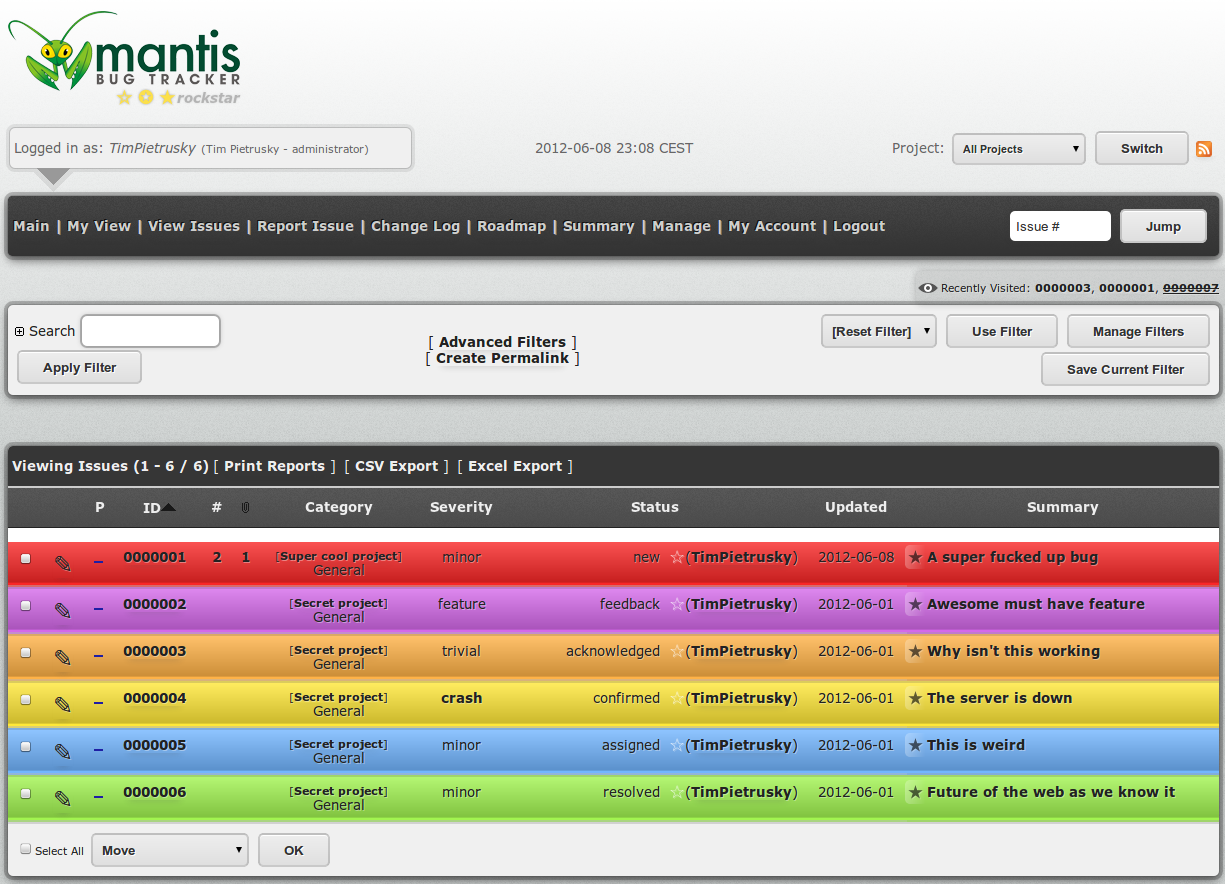 mantis
BUG TRACKER
rockstar
Logged in as: TimPietrusky (Tim Pietrusky - administrator) 2012-06-08 23:08 CEST Project: All Projects Switch
Main | My View | View Issues | Report Issue | Change Log | Roadmap | Summary | Manage | My Account | Logout Issue # Jump
Recently Visited: 0000003, 0000001, 0000007
Search [Reset Filter] Use Filter Manage Filters
[ Advanced Filters ]
[ Create Permalink ]
Apply Filter Save Current Filter
Viewing Issues (1 - 6 / 6) [ Print Reports ] [ CSV Export ] [ Excel Export ]
P ID # Category Severity Status Updated Summary
0000001 2 1 [Super cool project] minor new (TimPietrusky) 2012-06-08 A super fucked up bug
General
0000002 [Secret project] feature feedback (TimPietrusky) 2012-06-01 Awesome must have feature
General
0000003 [Secret project] trivial acknowledged (TimPietrusky) 2012-06-01 Why isn't this working
General
0000004 [Secret project] crash confirmed (TimPietrusky) 2012-06-01 The server is down
General
0000005 [Secret project] minor assigned (TimPietrusky) 2012-06-01 This is weird
General
0000006 [Secret project] minor resolved (TimPietrusky) 2012-06-01 Future of the web as we know it
General
Select All Move OK